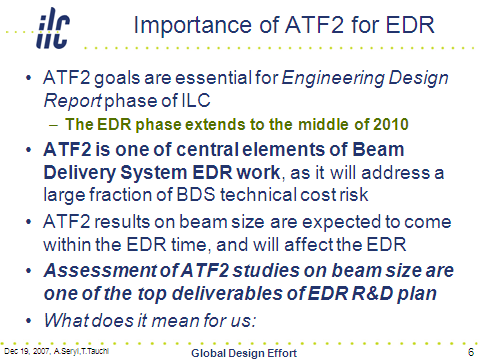 ilc
Importance of ATF2 for EDR
• ATF2 goals are essential for Engineering Design
Report phase of ILC
– The EDR phase extends to the middle of 2010
• ATF2 is one of central elements of Beam
Delivery System EDR work, as it will address a
large fraction of BDS technical cost risk
• ATF2 results on beam size are expected to come
within the EDR time, and will affect the EDR
• Assessment of ATF2 studies on beam size are
one of the top deliverables of EDR R&D plan
• What does it mean for us:
Dec 19, 2007, A.Seryi,T.Tauchi
Global Design Effort
6